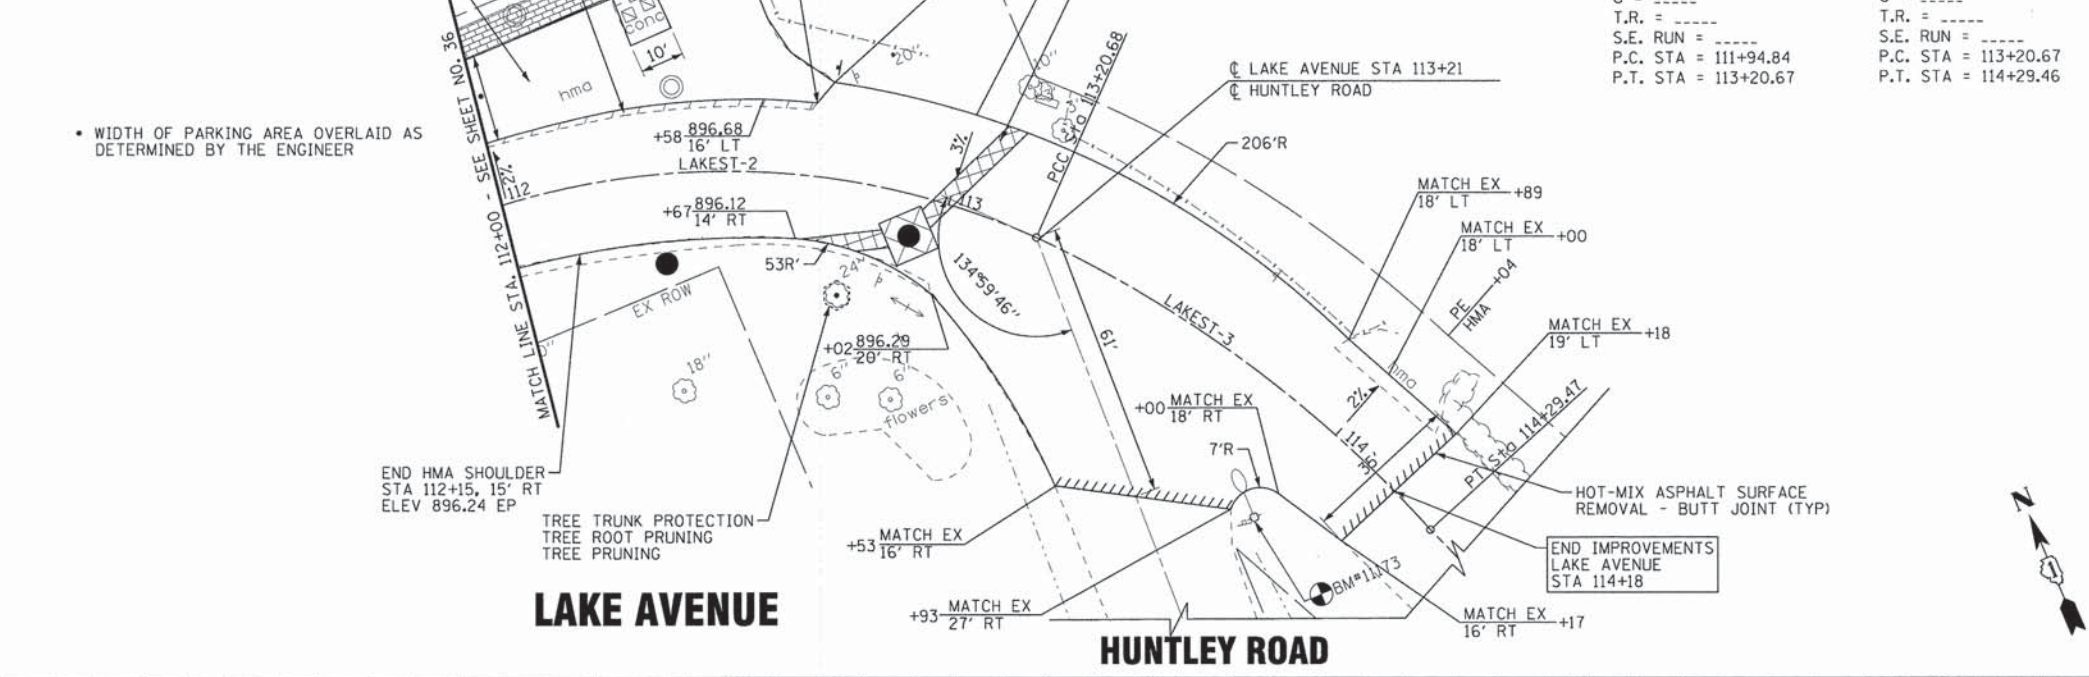 T.R. = -----
S.E. RUN = -----
P.C. STA = 111+94.84
P.T. STA = 113+20.67
T.R. = -----
S.E. RUN = -----
P.C. STA = 113+20.67
P.T. STA = 114+29.46
conc
10'
hma
20"
10"
3"
PCC Sta 113+20.68
℄ LAKE AVENUE STA 113+21
℄ HUNTLEY ROAD
• WIDTH OF PARKING AREA OVERLAID AS
DETERMINED BY THE ENGINEER
MATCH LINE STA. 112+00 - SEE SHEET NO. 36
+58 896.68
16' LT
LAKEST-2
2%
112
3%
113
206'R
+67 896.12
14' RT
53R'
24"
EX ROW
134°59'46"
61'
LAKEST-3
MATCH EX +89
18' LT
MATCH EX +00
18' LT
PE +04
HMA
MATCH EX +18
19' LT
+02 896.29
20' RT
18"
6"
6"
flowers
hma
2%
114
36'
PT Sta 114+29.47
+00 MATCH EX
18' RT
7'R
END HMA SHOULDER
STA 112+15, 15' RT
ELEV 896.24 EP
TREE TRUNK PROTECTION
TREE ROOT PRUNING
TREE PRUNING
+53 MATCH EX
16' RT
HOT-MIX ASPHALT SURFACE
REMOVAL - BUTT JOINT (TYP)
END IMPROVEMENTS
LAKE AVENUE
STA 114+18
BM#11173
+93 MATCH EX
27' RT
MATCH EX +17
16' RT
LAKE AVENUE
HUNTLEY ROAD
N